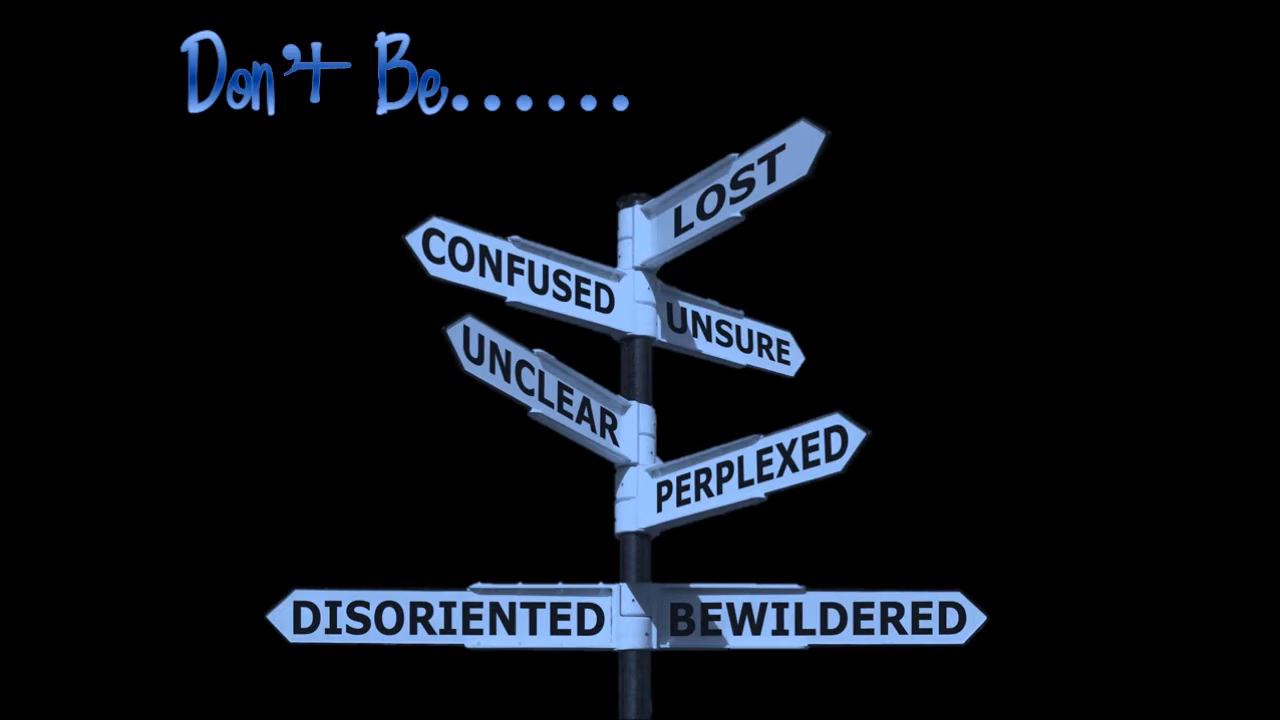 Don't Be......
LOST
CONFUSED
UNSURE
UNCLEAR
PERPLEXED
DISORIENTED
BEWILDERED